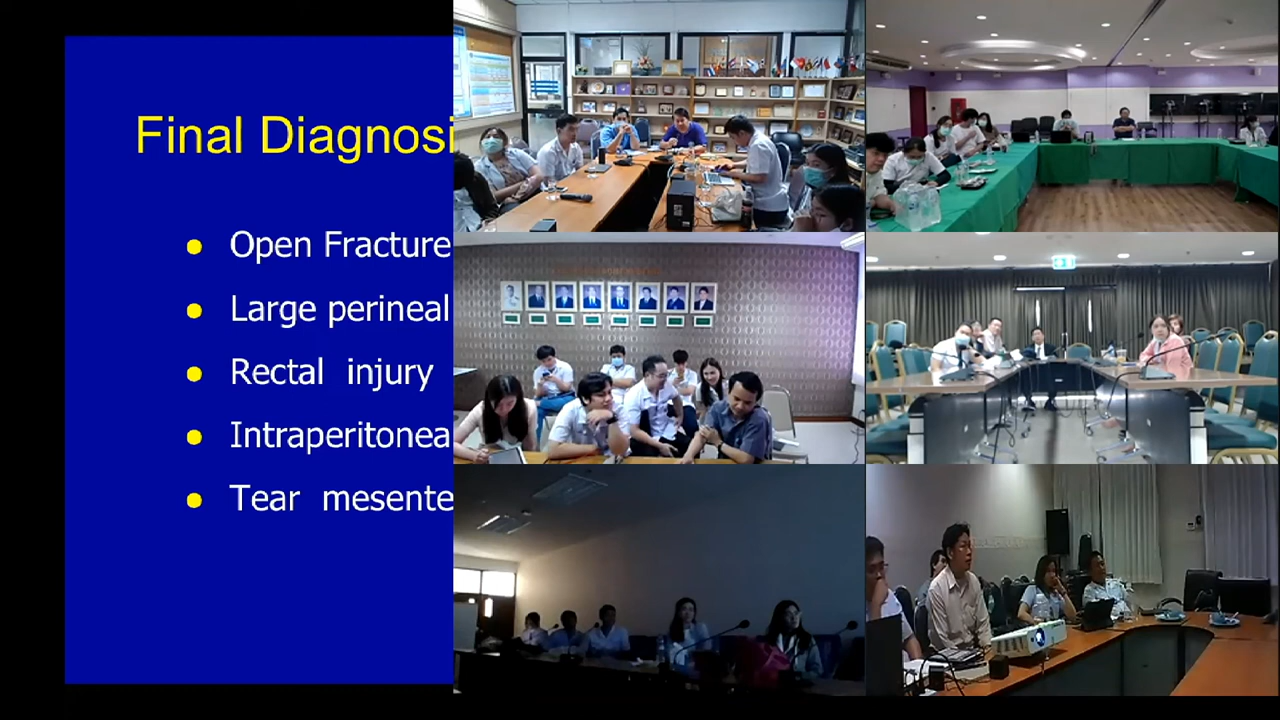 Final Diagnosi
● Open Fracture
● Large perineal
● Rectal injury
● Intraperitonea
● Tear mesente